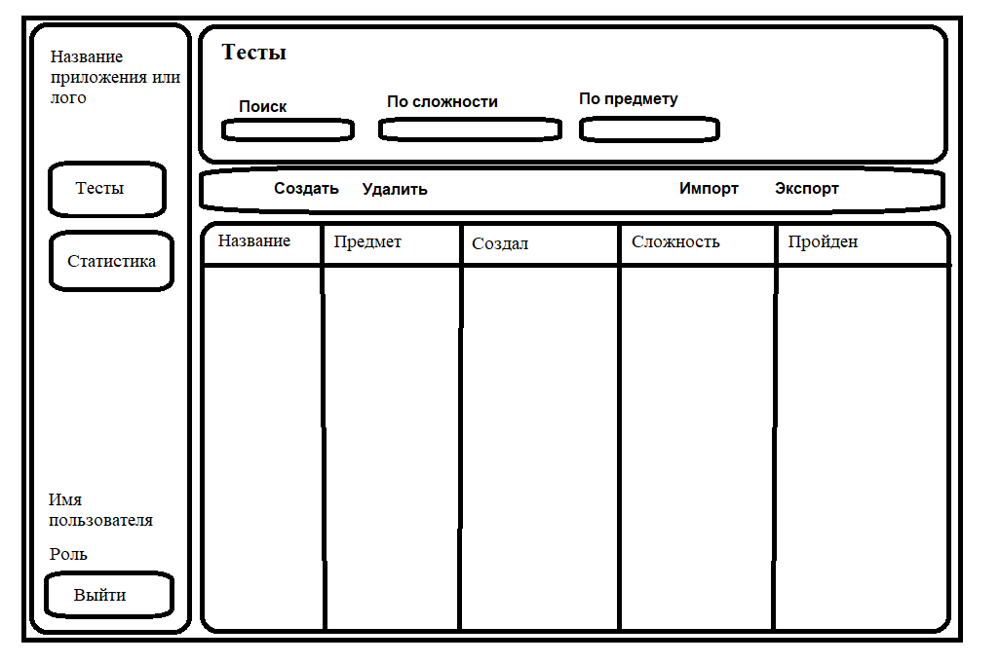 Название
приложения или
лого
Тесты
Статистика
Имя
пользователя
Роль
Выйти
Тесты
Поиск
По сложности
По предмету
Создать
Удалить
Импорт
Экспорт
Название
Предмет
Создал
Сложность
Пройден